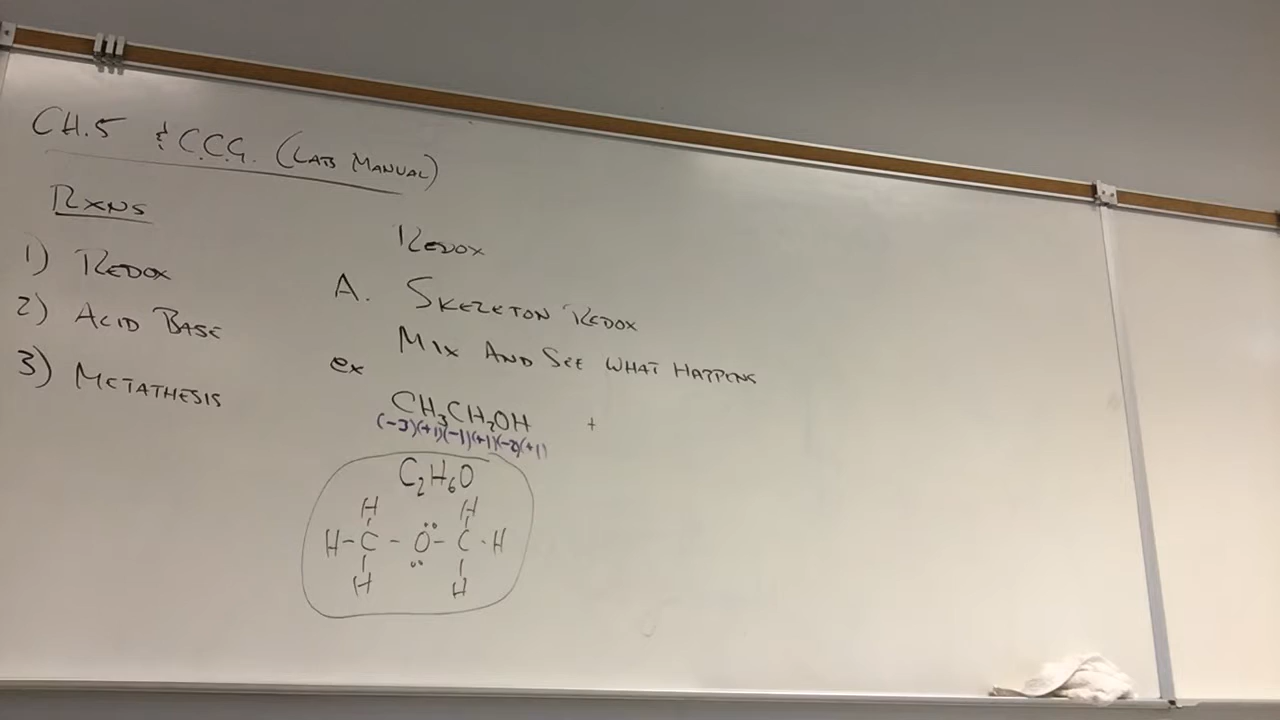 CH.5 & C.C.G. (LAB MANUAL)
RXNS
1) REDOX
2) ACID BASE
3) METATHESIS
REDOX
A. SKELETON REDOX
MIX AND SEE WHAT HAPPENS
ex
CH₃CH₂OH +
(-3)(+1)(-1)(+1)(-2)(+1)
C₂H₆O
H H
H-C-O-C-H
H H